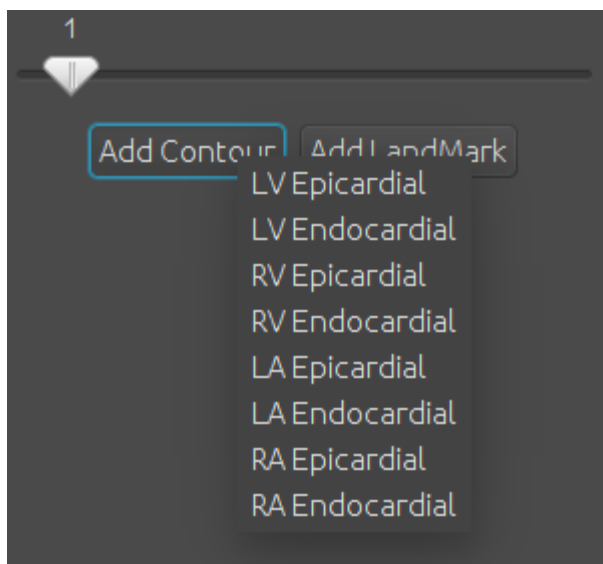 1
Add Contour Add LandMark
LV Epicardial
LV Endocardial
RV Epicardial
RV Endocardial
LA Epicardial
LA Endocardial
RA Epicardial
RA Endocardial